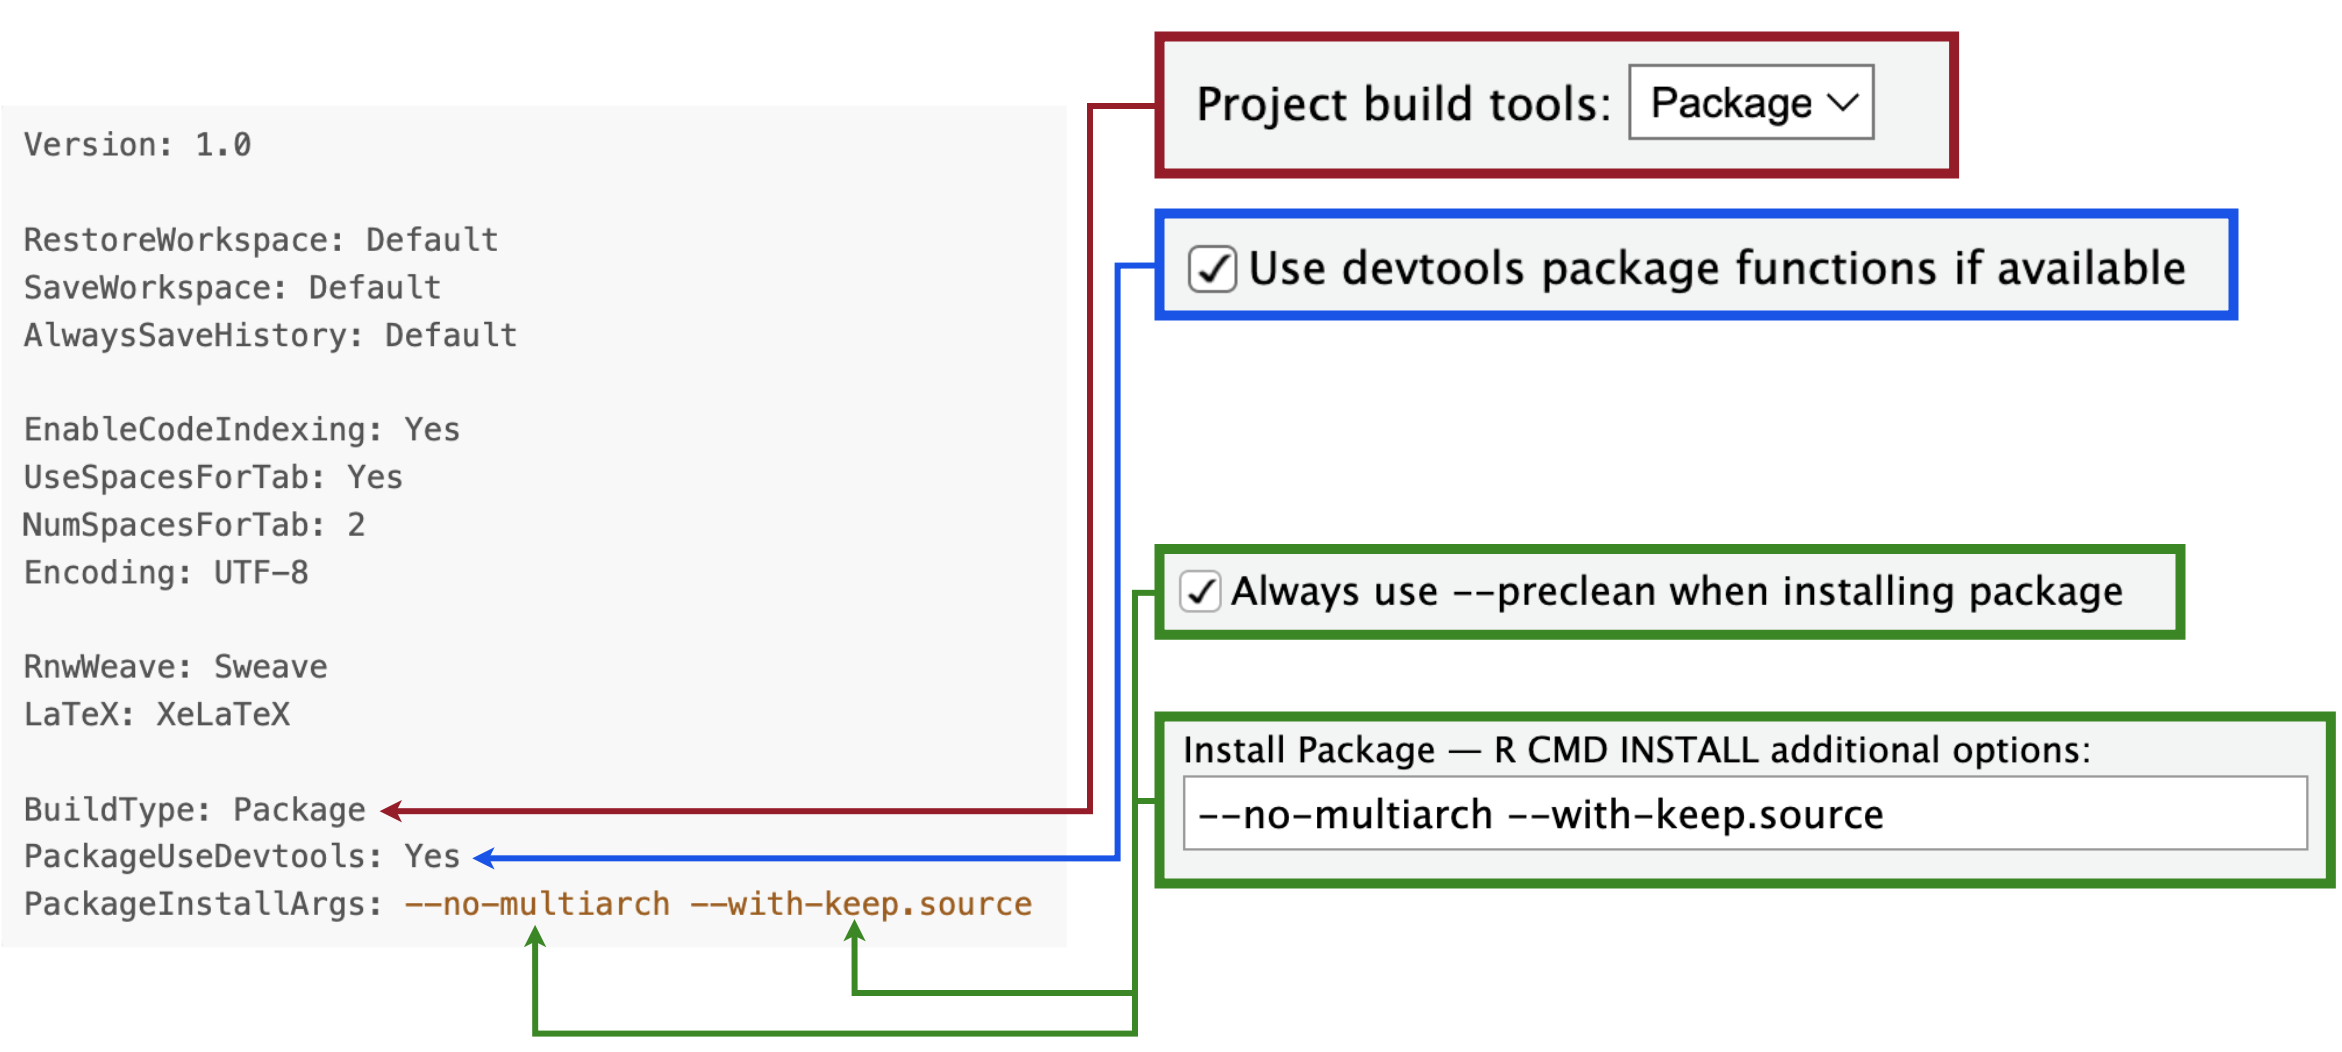 Version: 1.0
RestoreWorkspace: Default
SaveWorkspace: Default
AlwaysSaveHistory: Default
EnableCodeIndexing: Yes
UseSpacesForTab: Yes
NumSpacesForTab: 2
Encoding: UTF-8
RnwWeave: Sweave
LaTeX: XeLaTeX
BuildType: Package
PackageUseDevtools: Yes
PackageInstallArgs: --no-multiarch --with-keep.source
Project build tools: Package
Use devtools package functions if available
Always use --preclean when installing package
Install Package — R CMD INSTALL additional options:
--no-multiarch --with-keep.source